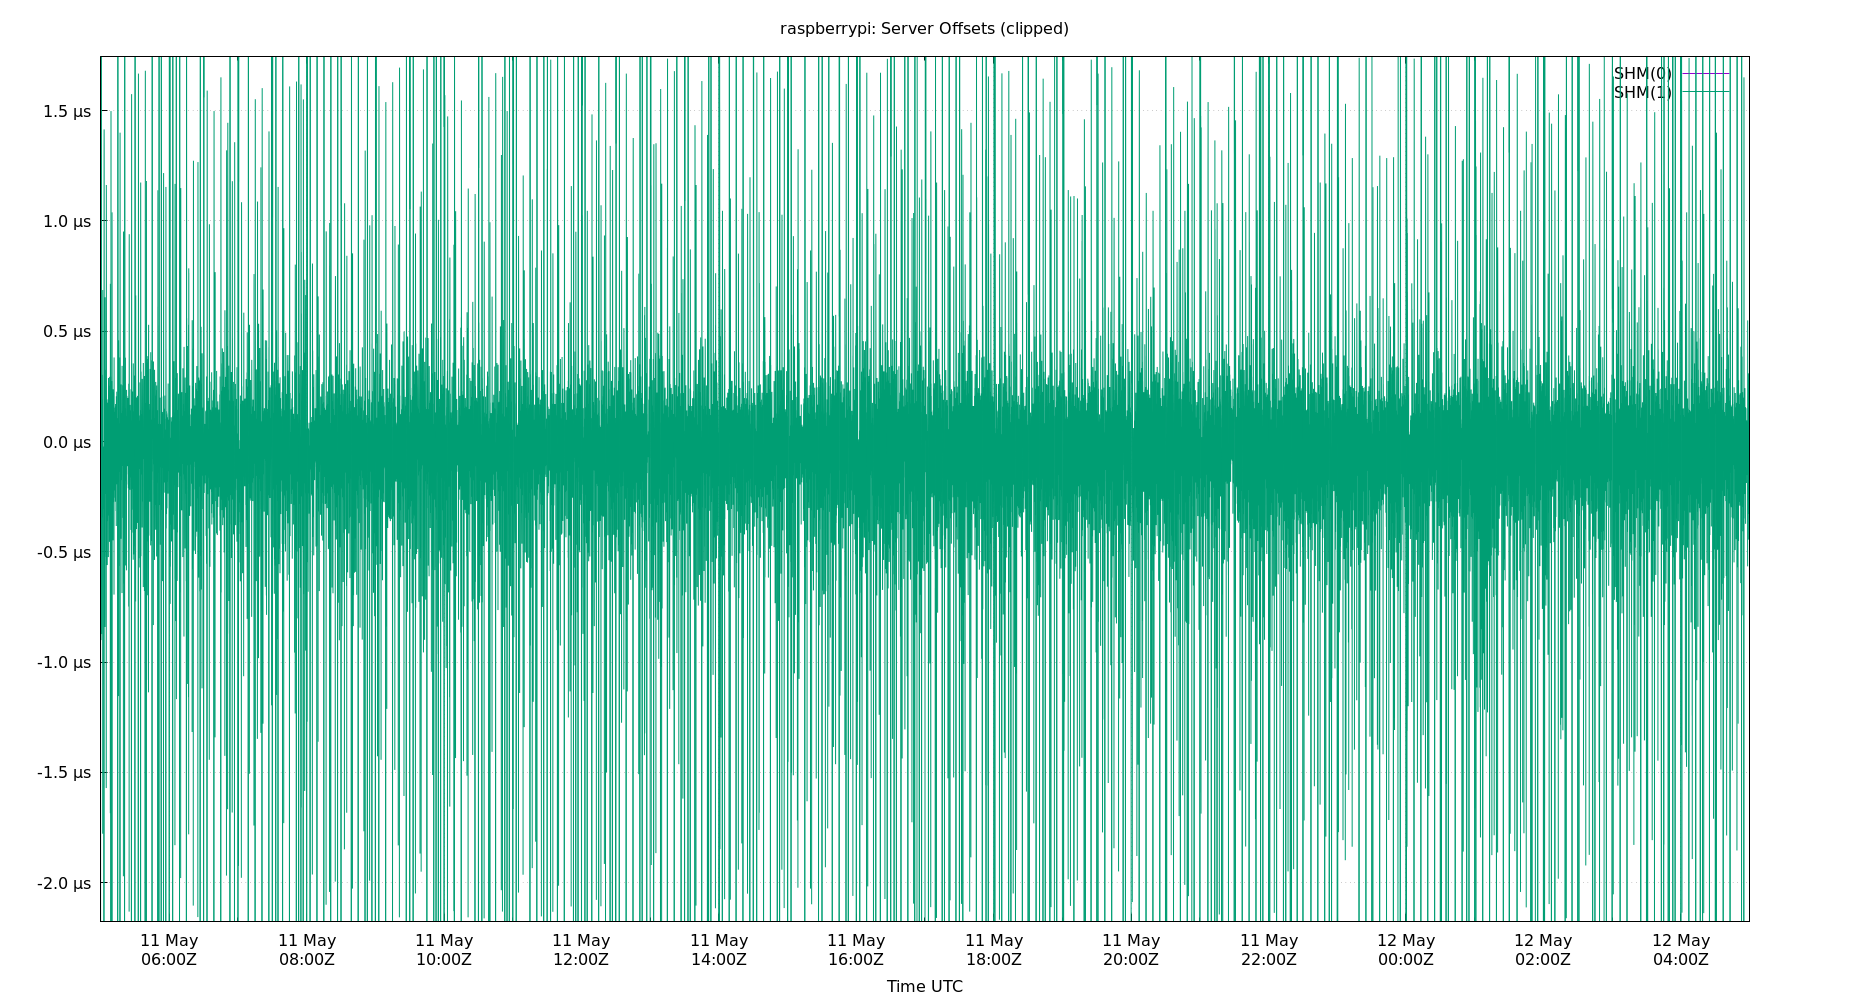 raspberrypi: Server Offsets (clipped)
SHM(0)
SHM(1)
1.5 µs
1.0 µs
0.5 µs
0.0 µs
-0.5 µs
-1.0 µs
-1.5 µs
-2.0 µs
11 May 11 May 11 May 11 May 11 May 11 May 11 May 11 May 11 May 12 May 12 May 12 May
06:00Z 08:00Z 10:00Z 12:00Z 14:00Z 16:00Z 18:00Z 20:00Z 22:00Z 00:00Z 02:00Z 04:00Z
Time UTC